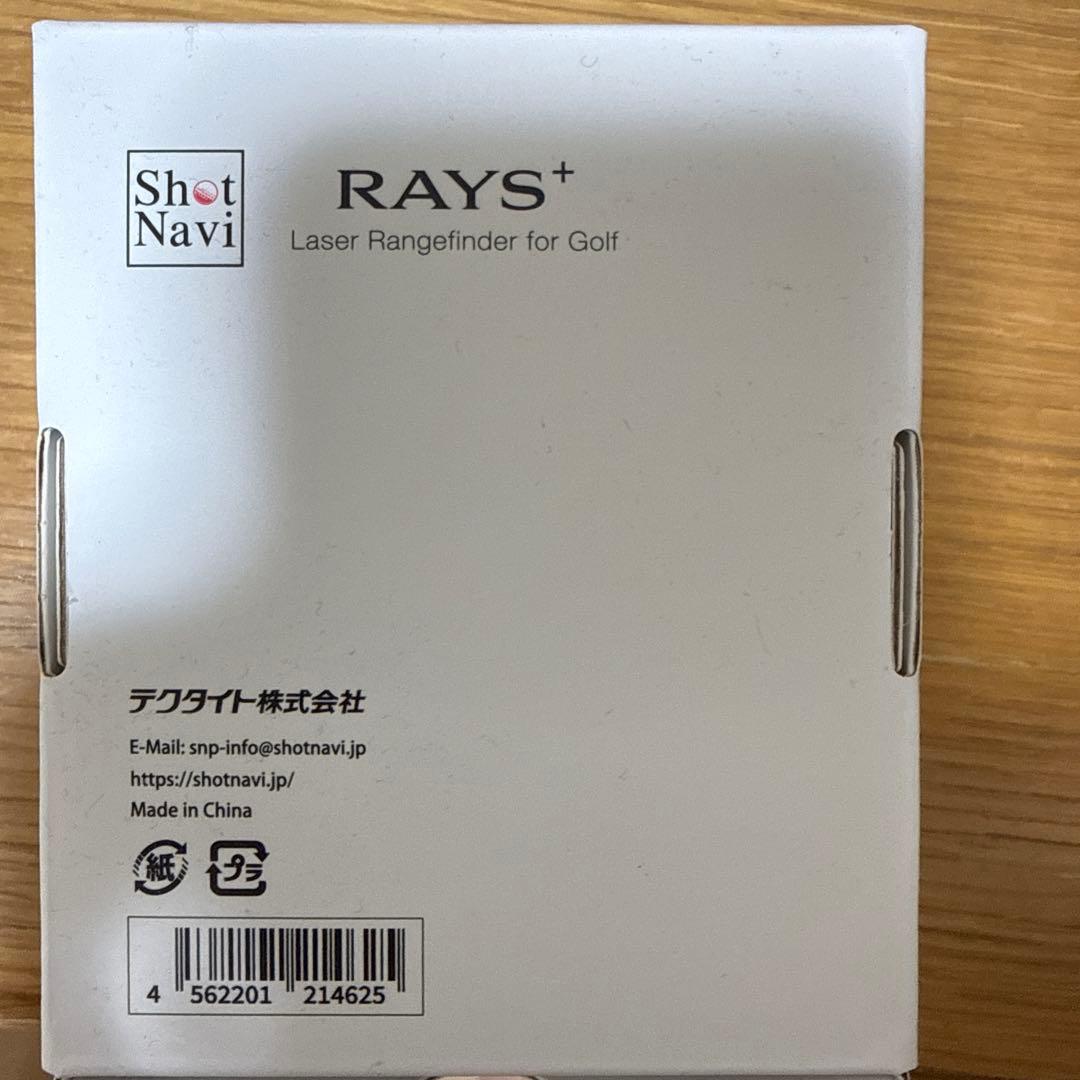 Shot
Navi
RAYS+
Laser Rangefinder for Golf
テクタイト株式会社
E-Mail: snp-info@shotnavi.jp
https://shotnavi.jp/
Made in China
紙 プラ
4 562201 214625